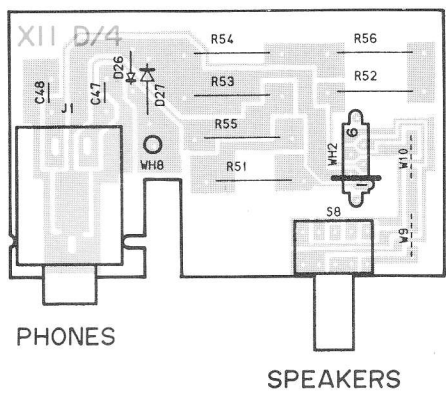 XII D/4
R54
R56
D26
D27
R53
R52
C48
C47
J1
R55
6
WH8
WH2
W10
R51
1
S8
W9
PHONES
SPEAKERS